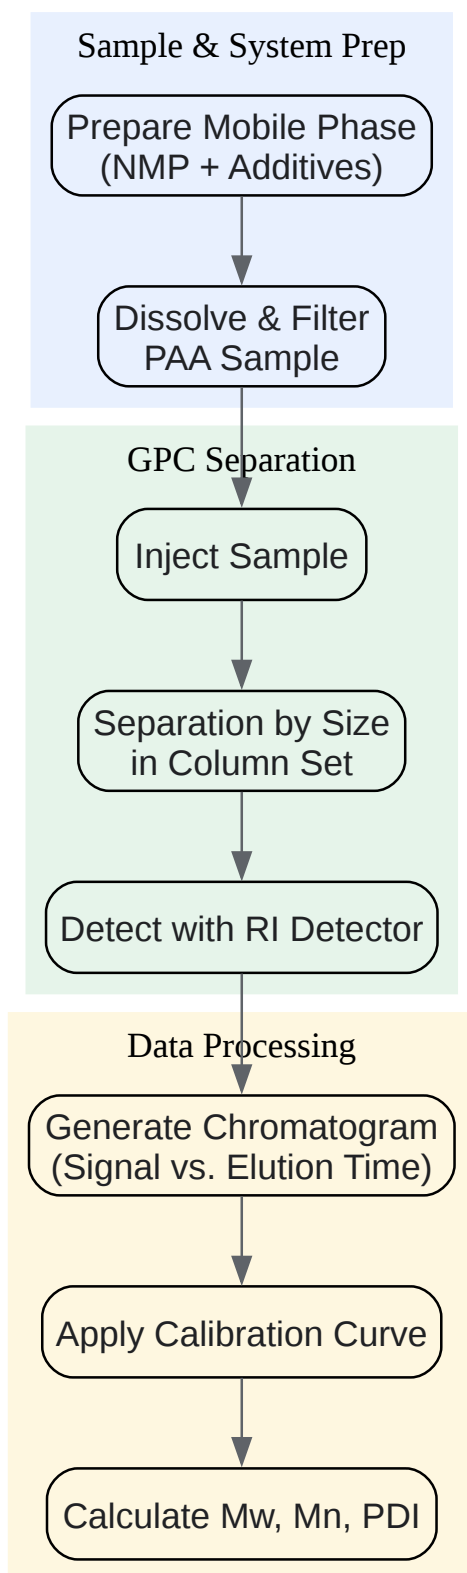 Sample & System Prep
Prepare Mobile Phase
(NMP + Additives)
Dissolve & Filter
PAA Sample
GPC Separation
Inject Sample
Separation by Size
in Column Set
Detect with RI Detector
Data Processing
Generate Chromatogram
(Signal vs. Elution Time)
Apply Calibration Curve
Calculate Mw, Mn, PDI